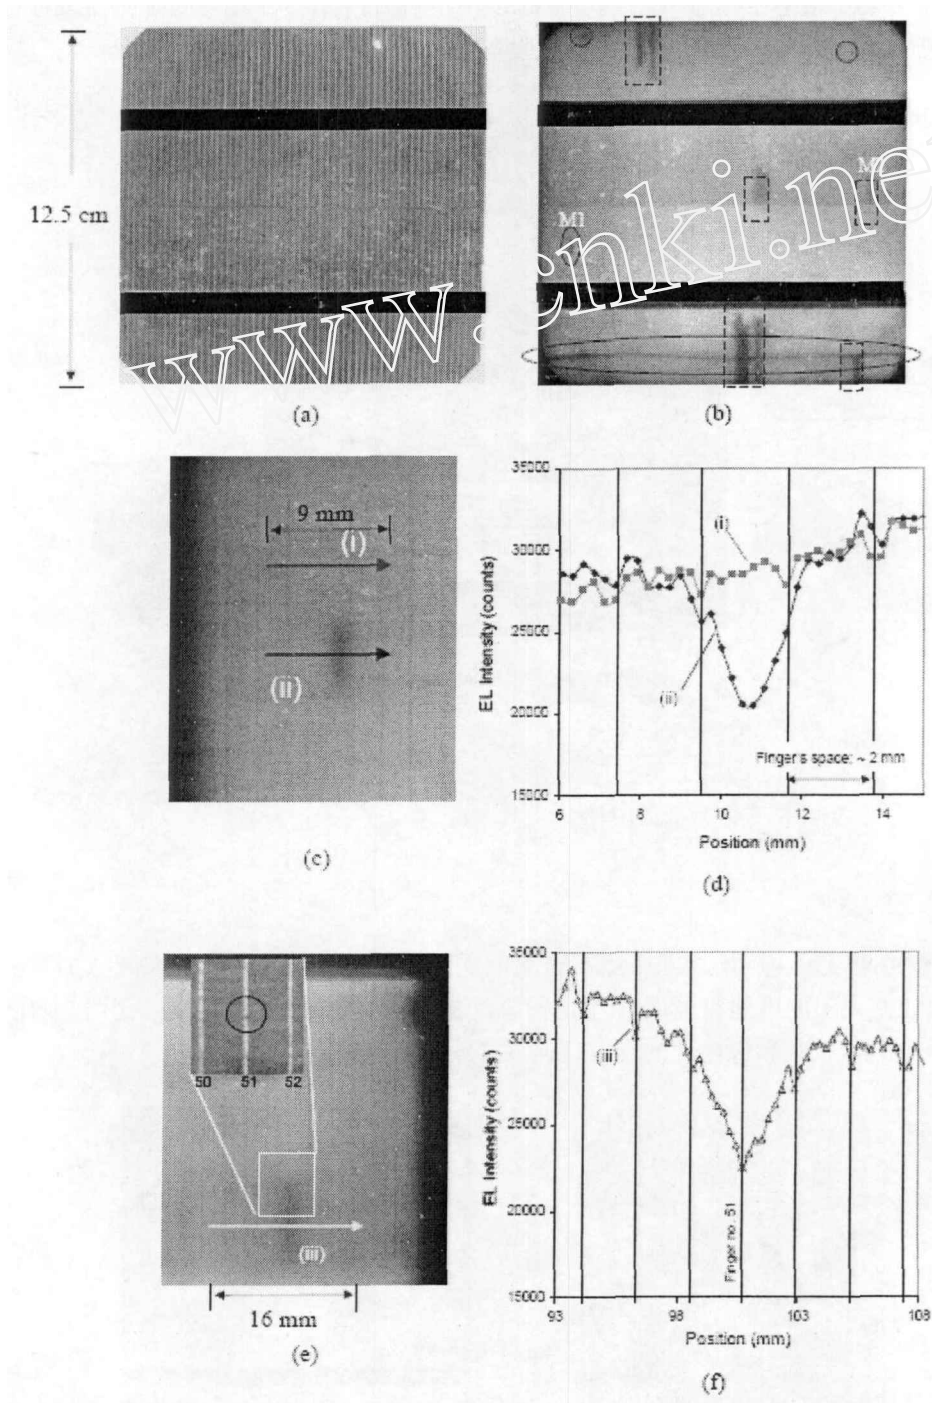 12.5 cm
M1
M2
www.cnki.net
(a)
(b)
9 mm
(i)
(ii)
(c)
35000
30000
25000
20000
15000
EL Intensity (counts)
(i)
(ii)
Finger's space: ~ 2 mm
6 8 10 12 14
Position (mm)
(d)
50 51 52
(iii)
16 mm
(e)
35000
30000
25000
20000
15000
EL Intensity (counts)
(iii)
Finger no. 51
93 98 103 108
Position (mm)
(f)